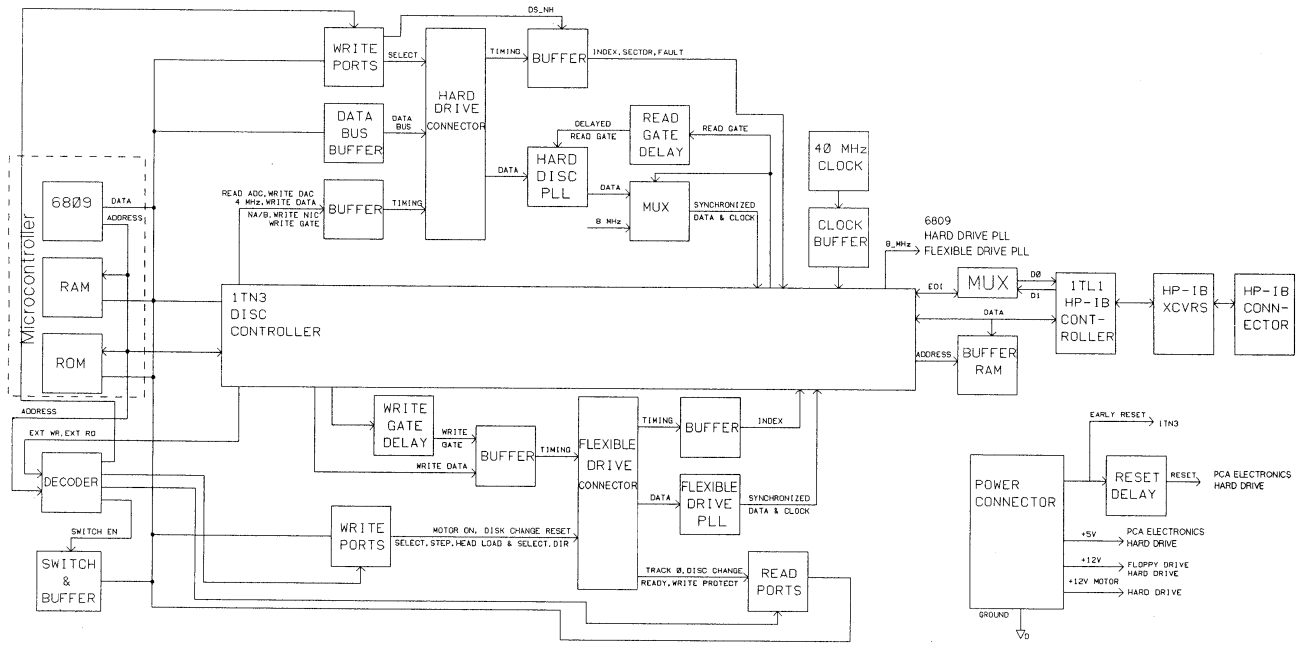 DS_NH
WRITE
PORTS
SELECT
HARD
DRIVE
CONNECTOR
TIMING
BUFFER
INDEX, SECTOR, FAULT
DATA
BUS
BUFFER
DATA
BUS
DELAYED
READ GATE
READ
GATE
DELAY
READ GATE
40 MHz
CLOCK
DATA
HARD
DISC
PLL
DATA
MUX
8 MHz
SYNCHRONIZED
DATA & CLOCK
CLOCK
BUFFER
READ ADC, WRITE DAC
4 MHz, WRITE DATA
NA/B, WRITE NIC
WRITE GATE
BUFFER
TIMING
Microcontroller
6809
DATA
ADDRESS
RAM
ROM
8_MHz
6809
HARD DRIVE PLL
FLEXIBLE DRIVE PLL
1TN3
DISC
CONTROLLER
EOI
MUX
D0
D1
1TL1
HP-IB
CONT-
ROLLER
HP-IB
XCVRS
HP-IB
CONN-
ECTOR
DATA
ADDRESS
BUFFER
RAM
ADDRESS
EXT WR, EXT RD
DECODER
SWITCH EN
SWITCH
&
BUFFER
WRITE
GATE
DELAY
WRITE
GATE
WRITE DATA
BUFFER
TIMING
FLEXIBLE
DRIVE
CONNECTOR
TIMING
BUFFER
INDEX
DATA
FLEXIBLE
DRIVE
PLL
SYNCHRONIZED
DATA & CLOCK
WRITE
PORTS
MOTOR ON, DISK CHANGE RESET
SELECT, STEP, HEAD LOAD & SELECT, DIR
TRACK 0, DISC CHANGE
READY, WRITE PROTECT
READ
PORTS
POWER
CONNECTOR
EARLY RESET
1TN3
RESET
DELAY
RESET
PCA ELECTRONICS
HARD DRIVE
+5V
PCA ELECTRONICS
HARD DRIVE
+12V
FLOPPY DRIVE
HARD DRIVE
+12V MOTOR
HARD DRIVE
GROUND
D